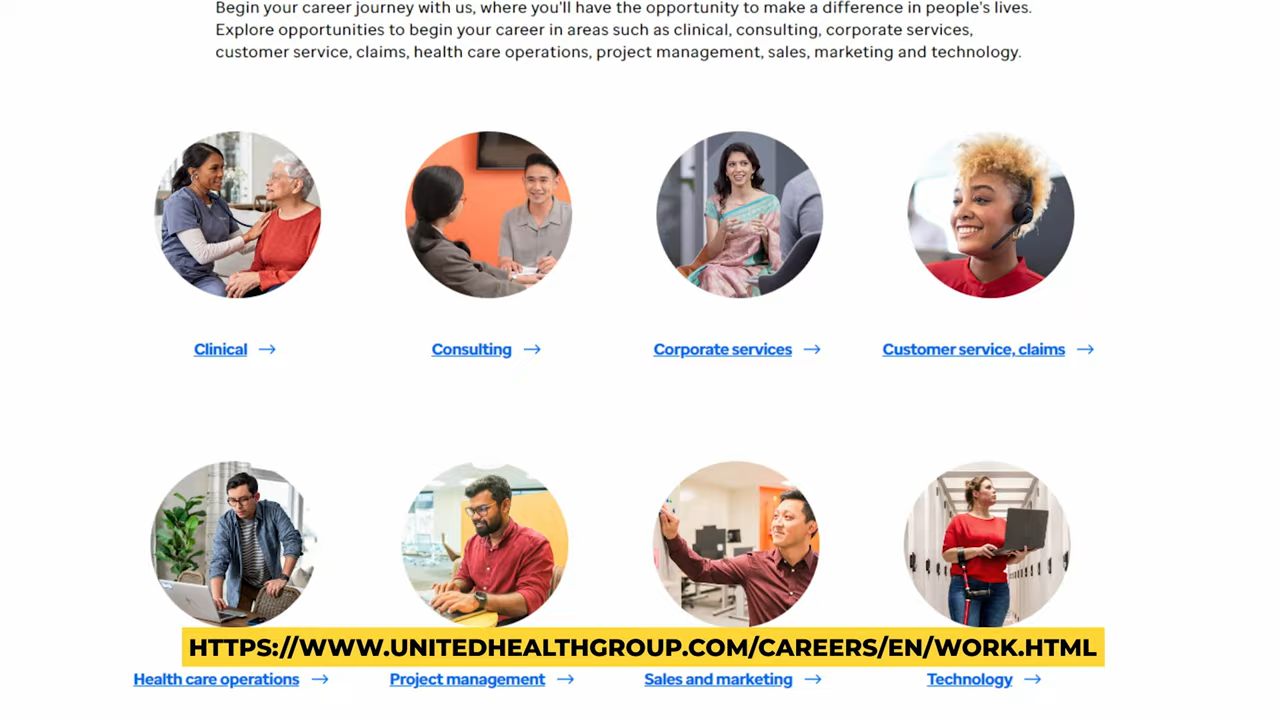 Begin your career journey with us, where you'll have the opportunity to make a difference in people's lives.
Explore opportunities to begin your career in areas such as clinical, consulting, corporate services,
customer service, claims, health care operations, project management, sales, marketing and technology.
Clinical →
Consulting →
Corporate services →
Customer service, claims →
HTTPS://WWW.UNITEDHEALTHGROUP.COM/CAREERS/EN/WORK.HTML
Health care operations →
Project management →
Sales and marketing →
Technology →